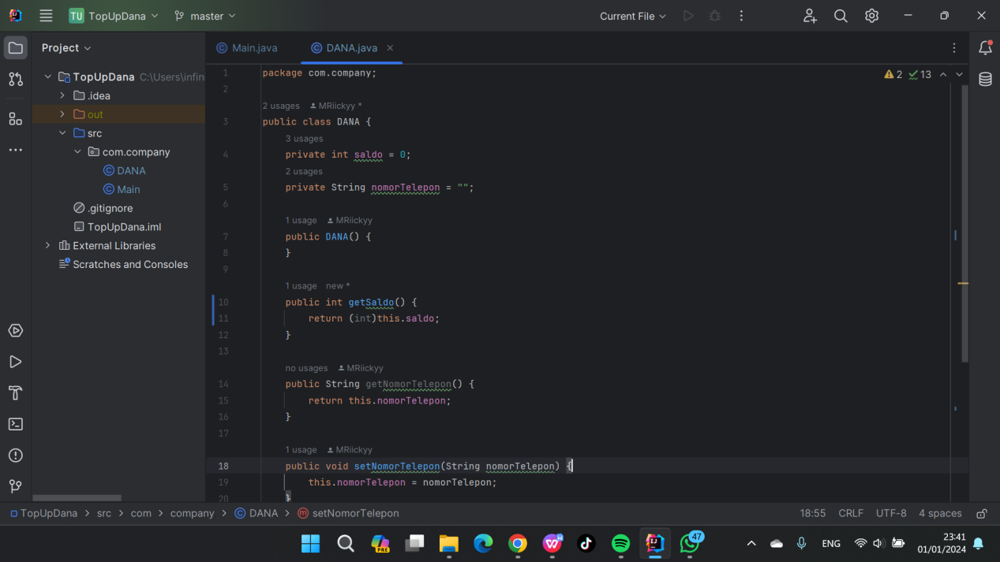 TU TopUpDana master Current File
Project
Main.java DANA.java
TopUpDana C:\Users\infin
.idea
out
src
com.company
DANA
Main
.gitignore
TopUpDana.iml
External Libraries
Scratches and Consoles
2 13
1 package com.company;
2
2 usages MRiickyy *
3 public class DANA {
3 usages
4 private int saldo = 0;
2 usages
5 private String nomorTelepon = "";
6
1 usage MRiickyy
7 public DANA() {
8 }
9
1 usage new *
10 public int getSaldo() {
11 return (int)this.saldo;
12 }
13
no usages MRiickyy
14 public String getNomorTelepon() {
15 return this.nomorTelepon;
16 }
17
1 usage MRiickyy
18 public void setNomorTelepon(String nomorTelepon) {
19 this.nomorTelepon = nomorTelepon;
20 }
TopUpDana > src > com > company > DANA > setNomorTelepon 18:55 CRLF UTF-8 4 spaces
PRE 47 ENG 23:41
01/01/2024